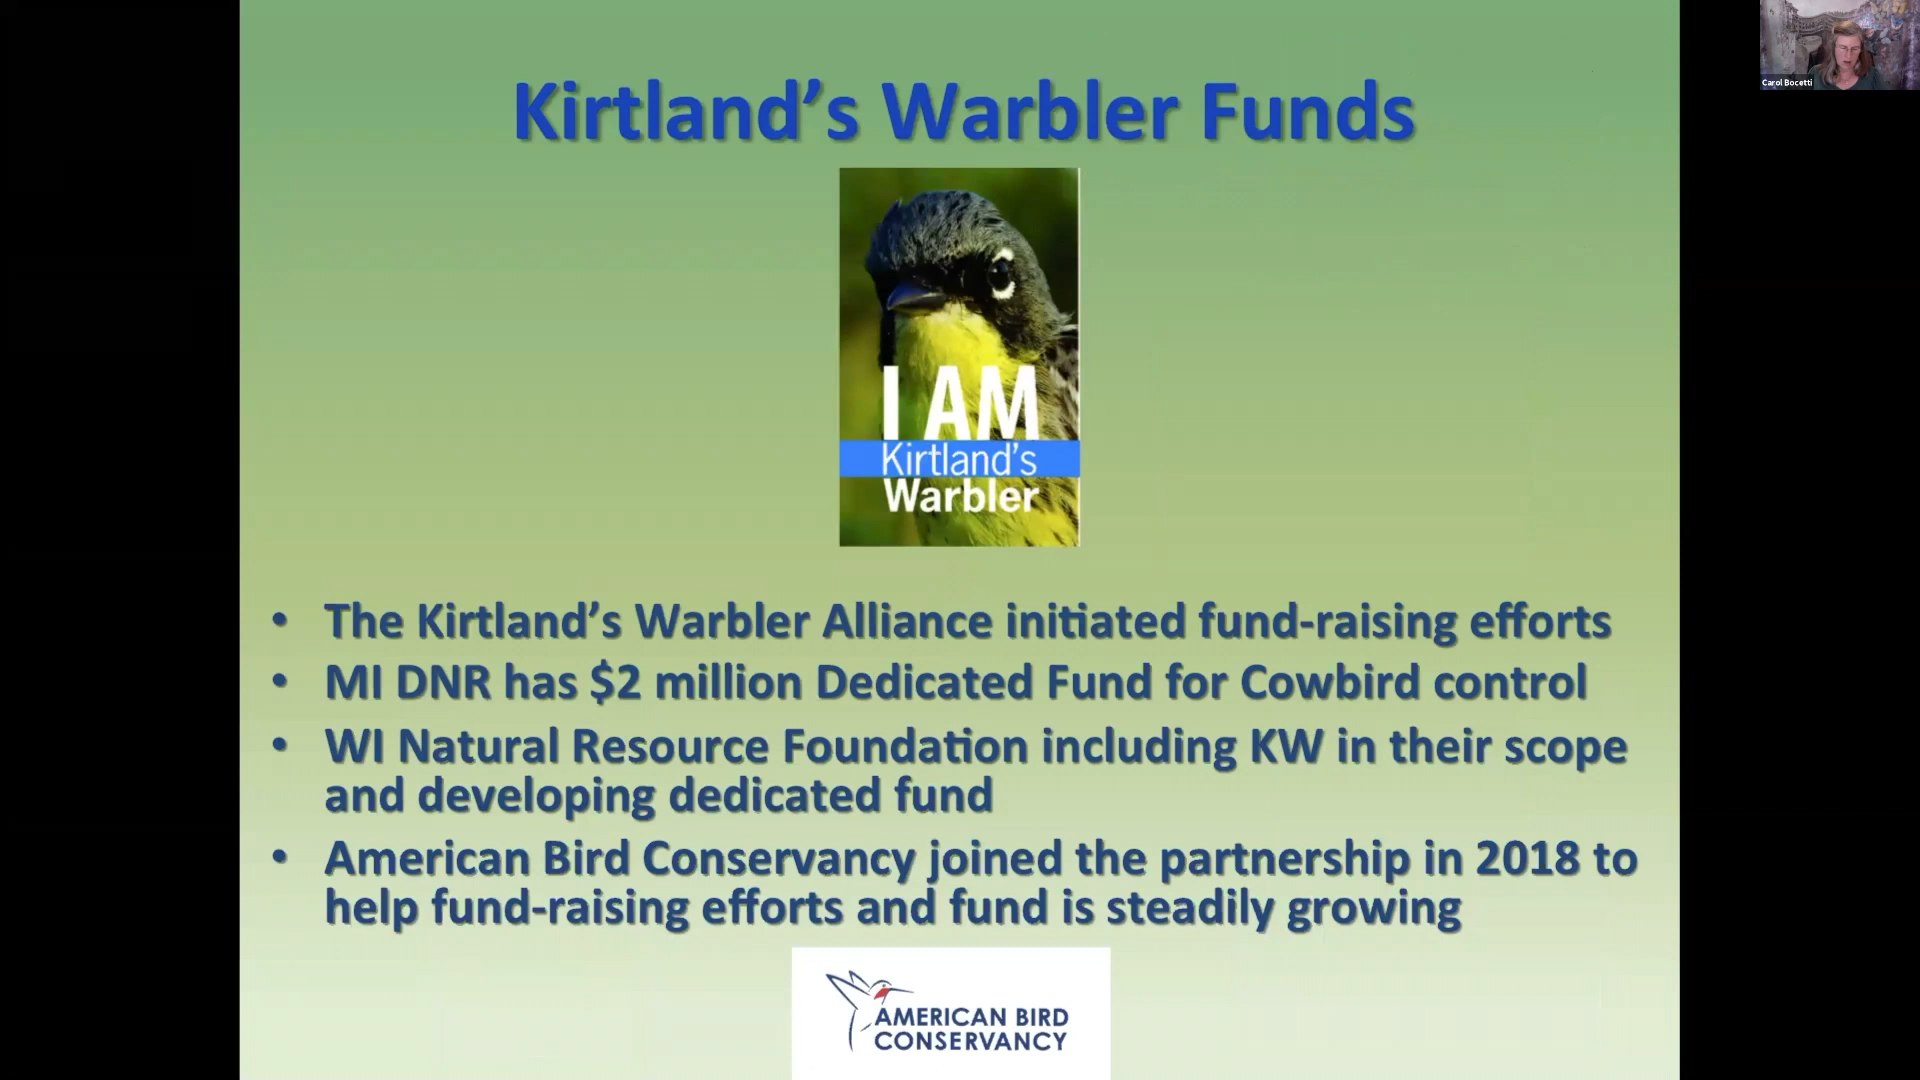 Kirtland's Warbler Funds
Carol Bocetti
I AM
Kirtland's
Warbler
• The Kirtland's Warbler Alliance initiated fund-raising efforts
• MI DNR has $2 million Dedicated Fund for Cowbird control
• WI Natural Resource Foundation including KW in their scope
and developing dedicated fund
• American Bird Conservancy joined the partnership in 2018 to
help fund-raising efforts and fund is steadily growing
AMERICAN BIRD
CONSERVANCY